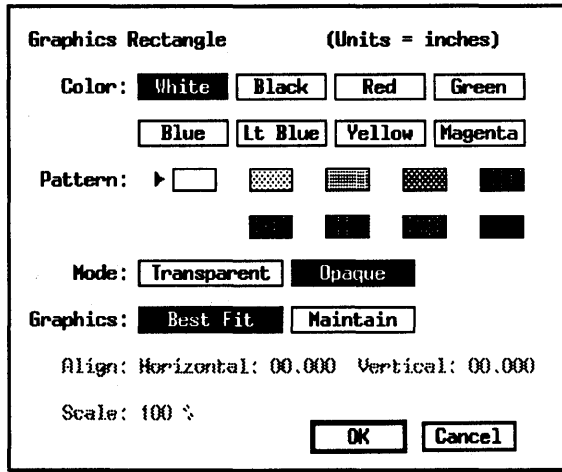 Graphics Rectangle (Units = inches)
Color: White Black Red Green
Blue Lt Blue Yellow Magenta
Pattern:
Mode: Transparent Opaque
Graphics: Best Fit Maintain
Align: Horizontal: 00.000 Vertical: 00.000
Scale: 100 %
OK Cancel